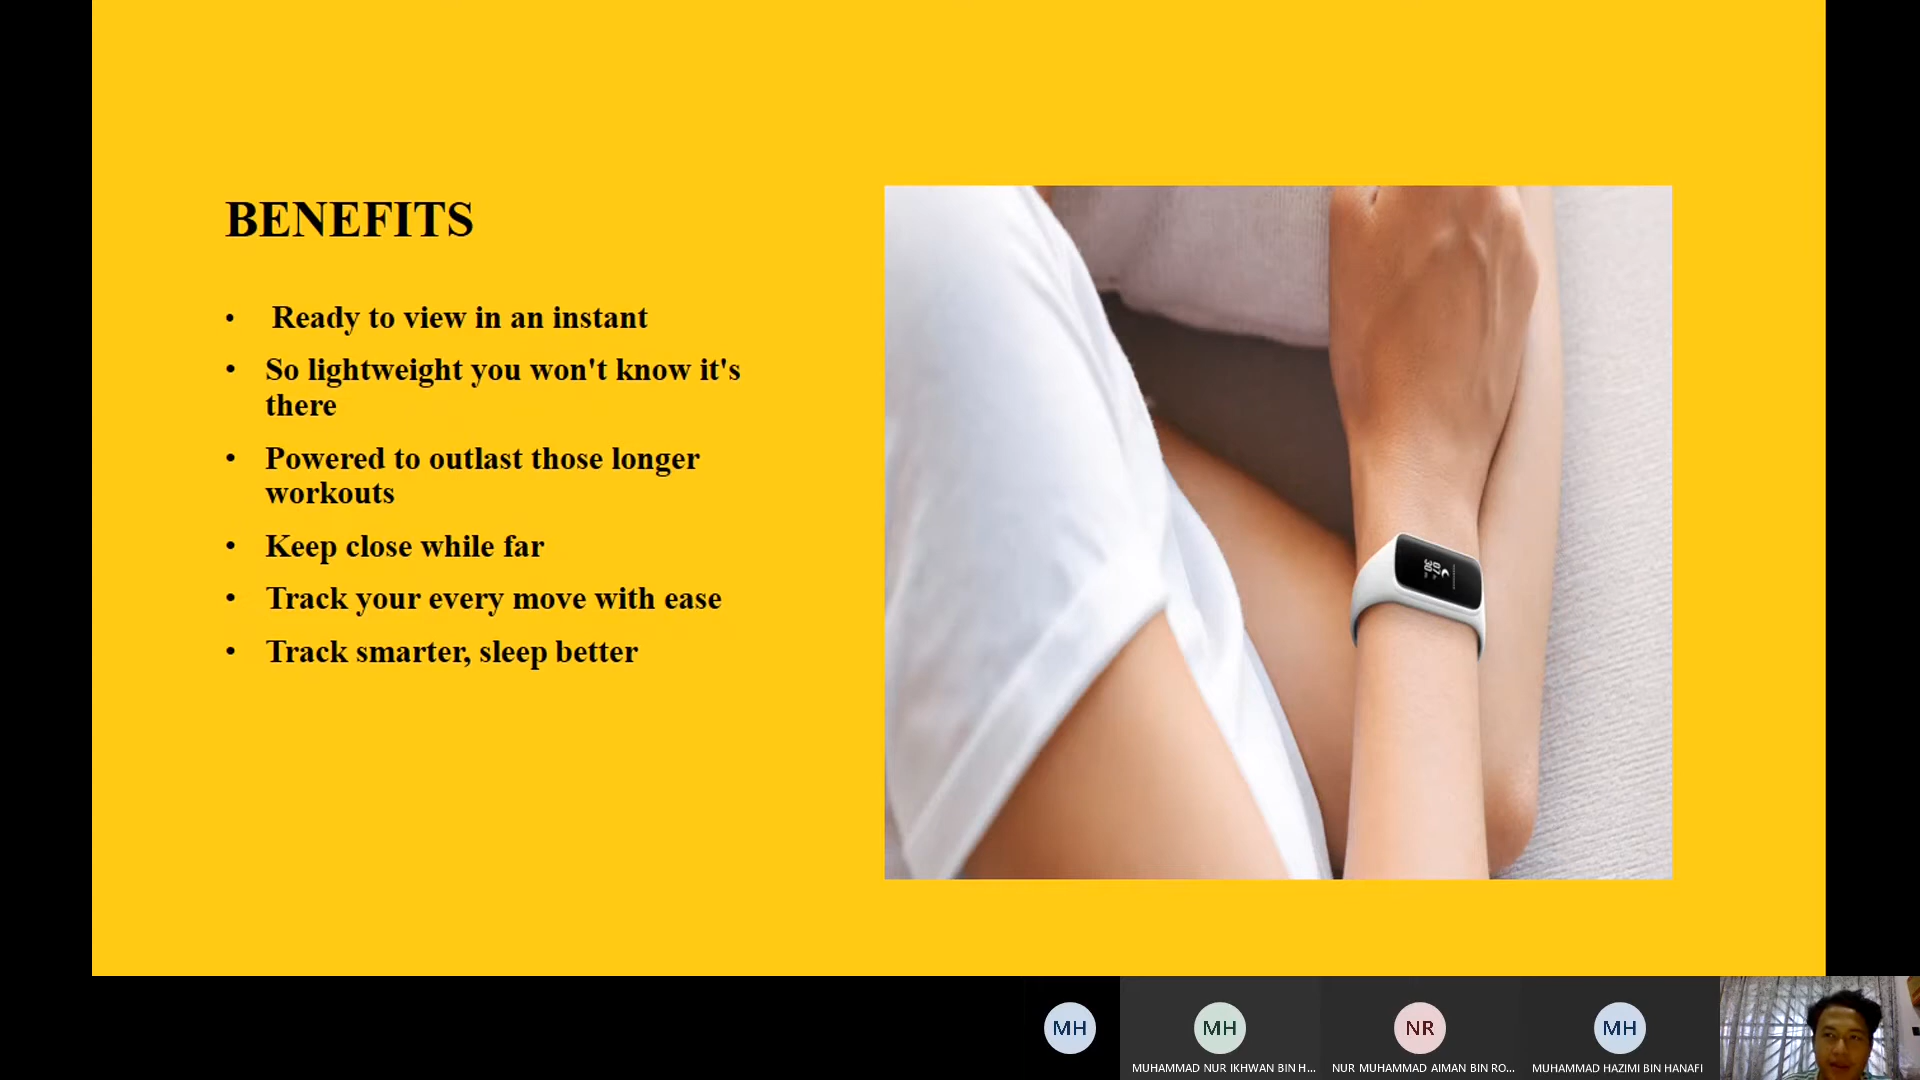 BENEFITS
• Ready to view in an instant
• So lightweight you won't know it's
there
• Powered to outlast those longer
workouts
• Keep close while far
• Track your every move with ease
• Track smarter, sleep better
07
30
MH
MH
NR
MH
MUHAMMAD NUR IKHWAN BIN H...
NUR MUHAMMAD AIMAN BIN RO...
MUHAMMAD HAZIMI BIN HANAFI